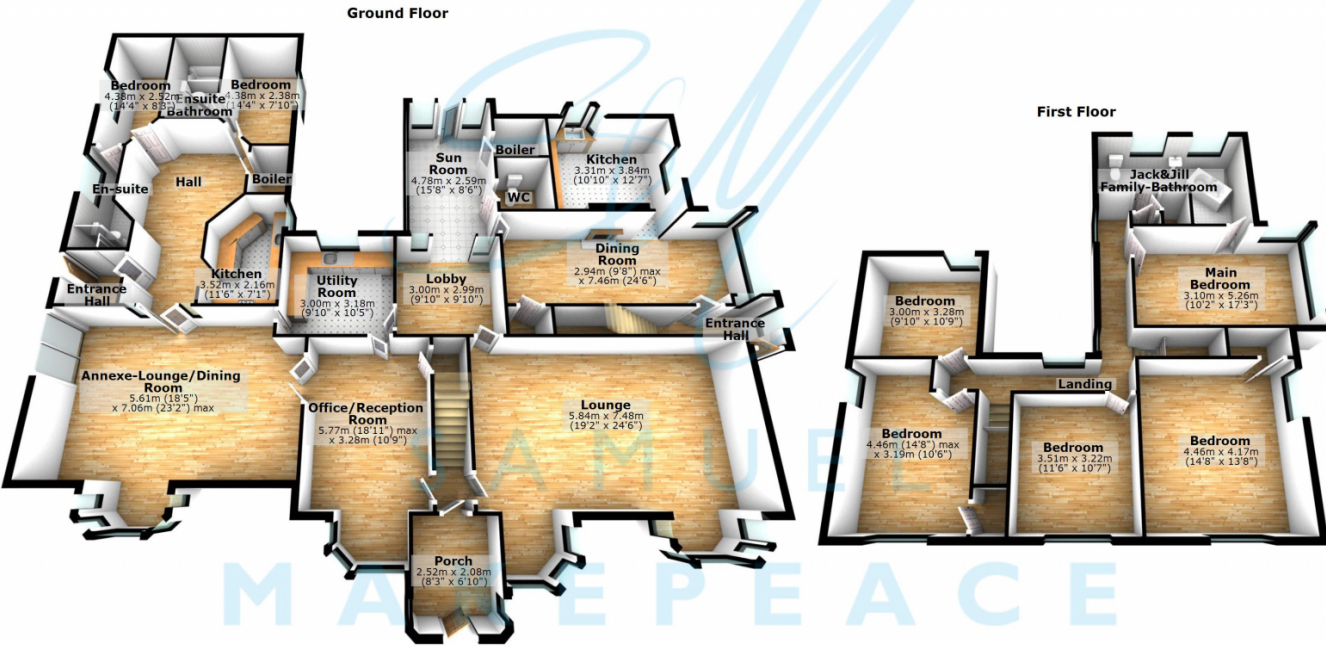 Ground Floor
Bedroom
4.38m x 2.52m
(14'4" x 8'3")
Ensuite
Bathroom
Bedroom
4.38m x 2.38m
(14'4" x 7'10")
En-suite
Hall
Boiler
Kitchen
3.52m x 2.16m
(11'6" x 7'1")
Entrance
Hall
Annexe-Lounge/Dining
Room
5.61m (18'5")
x 7.06m (23'2") max
Utility
Room
3.00m x 3.18m
(9'10" x 10'5")
Office/Reception
Room
5.77m (18'11") max
x 3.28m (10'9")
Sun
Room
4.78m x 2.59m
(15'8" x 8'6")
Boiler
WC
Kitchen
3.31m x 3.84m
(10'10" x 12'7")
Lobby
3.00m x 2.99m
(9'10" x 9'10")
Dining
Room
2.94m (9'8") max
x 7.46m (24'6")
Entrance
Hall
Lounge
5.84m x 7.48m
(19'2" x 24'6")
Porch
2.52m x 2.08m
(8'3" x 6'10")
First Floor
Jack&Jill
Family-Bathroom
Main
Bedroom
3.10m x 5.26m
(10'2" x 17'3")
Bedroom
3.00m x 3.28m
(9'10" x 10'9")
Landing
Bedroom
4.46m (14'8") max
x 3.19m (10'6")
Bedroom
3.51m x 3.22m
(11'6" x 10'7")
Bedroom
4.46m x 4.17m
(14'8" x 13'8")
SAMUEL
MAKEPEACE